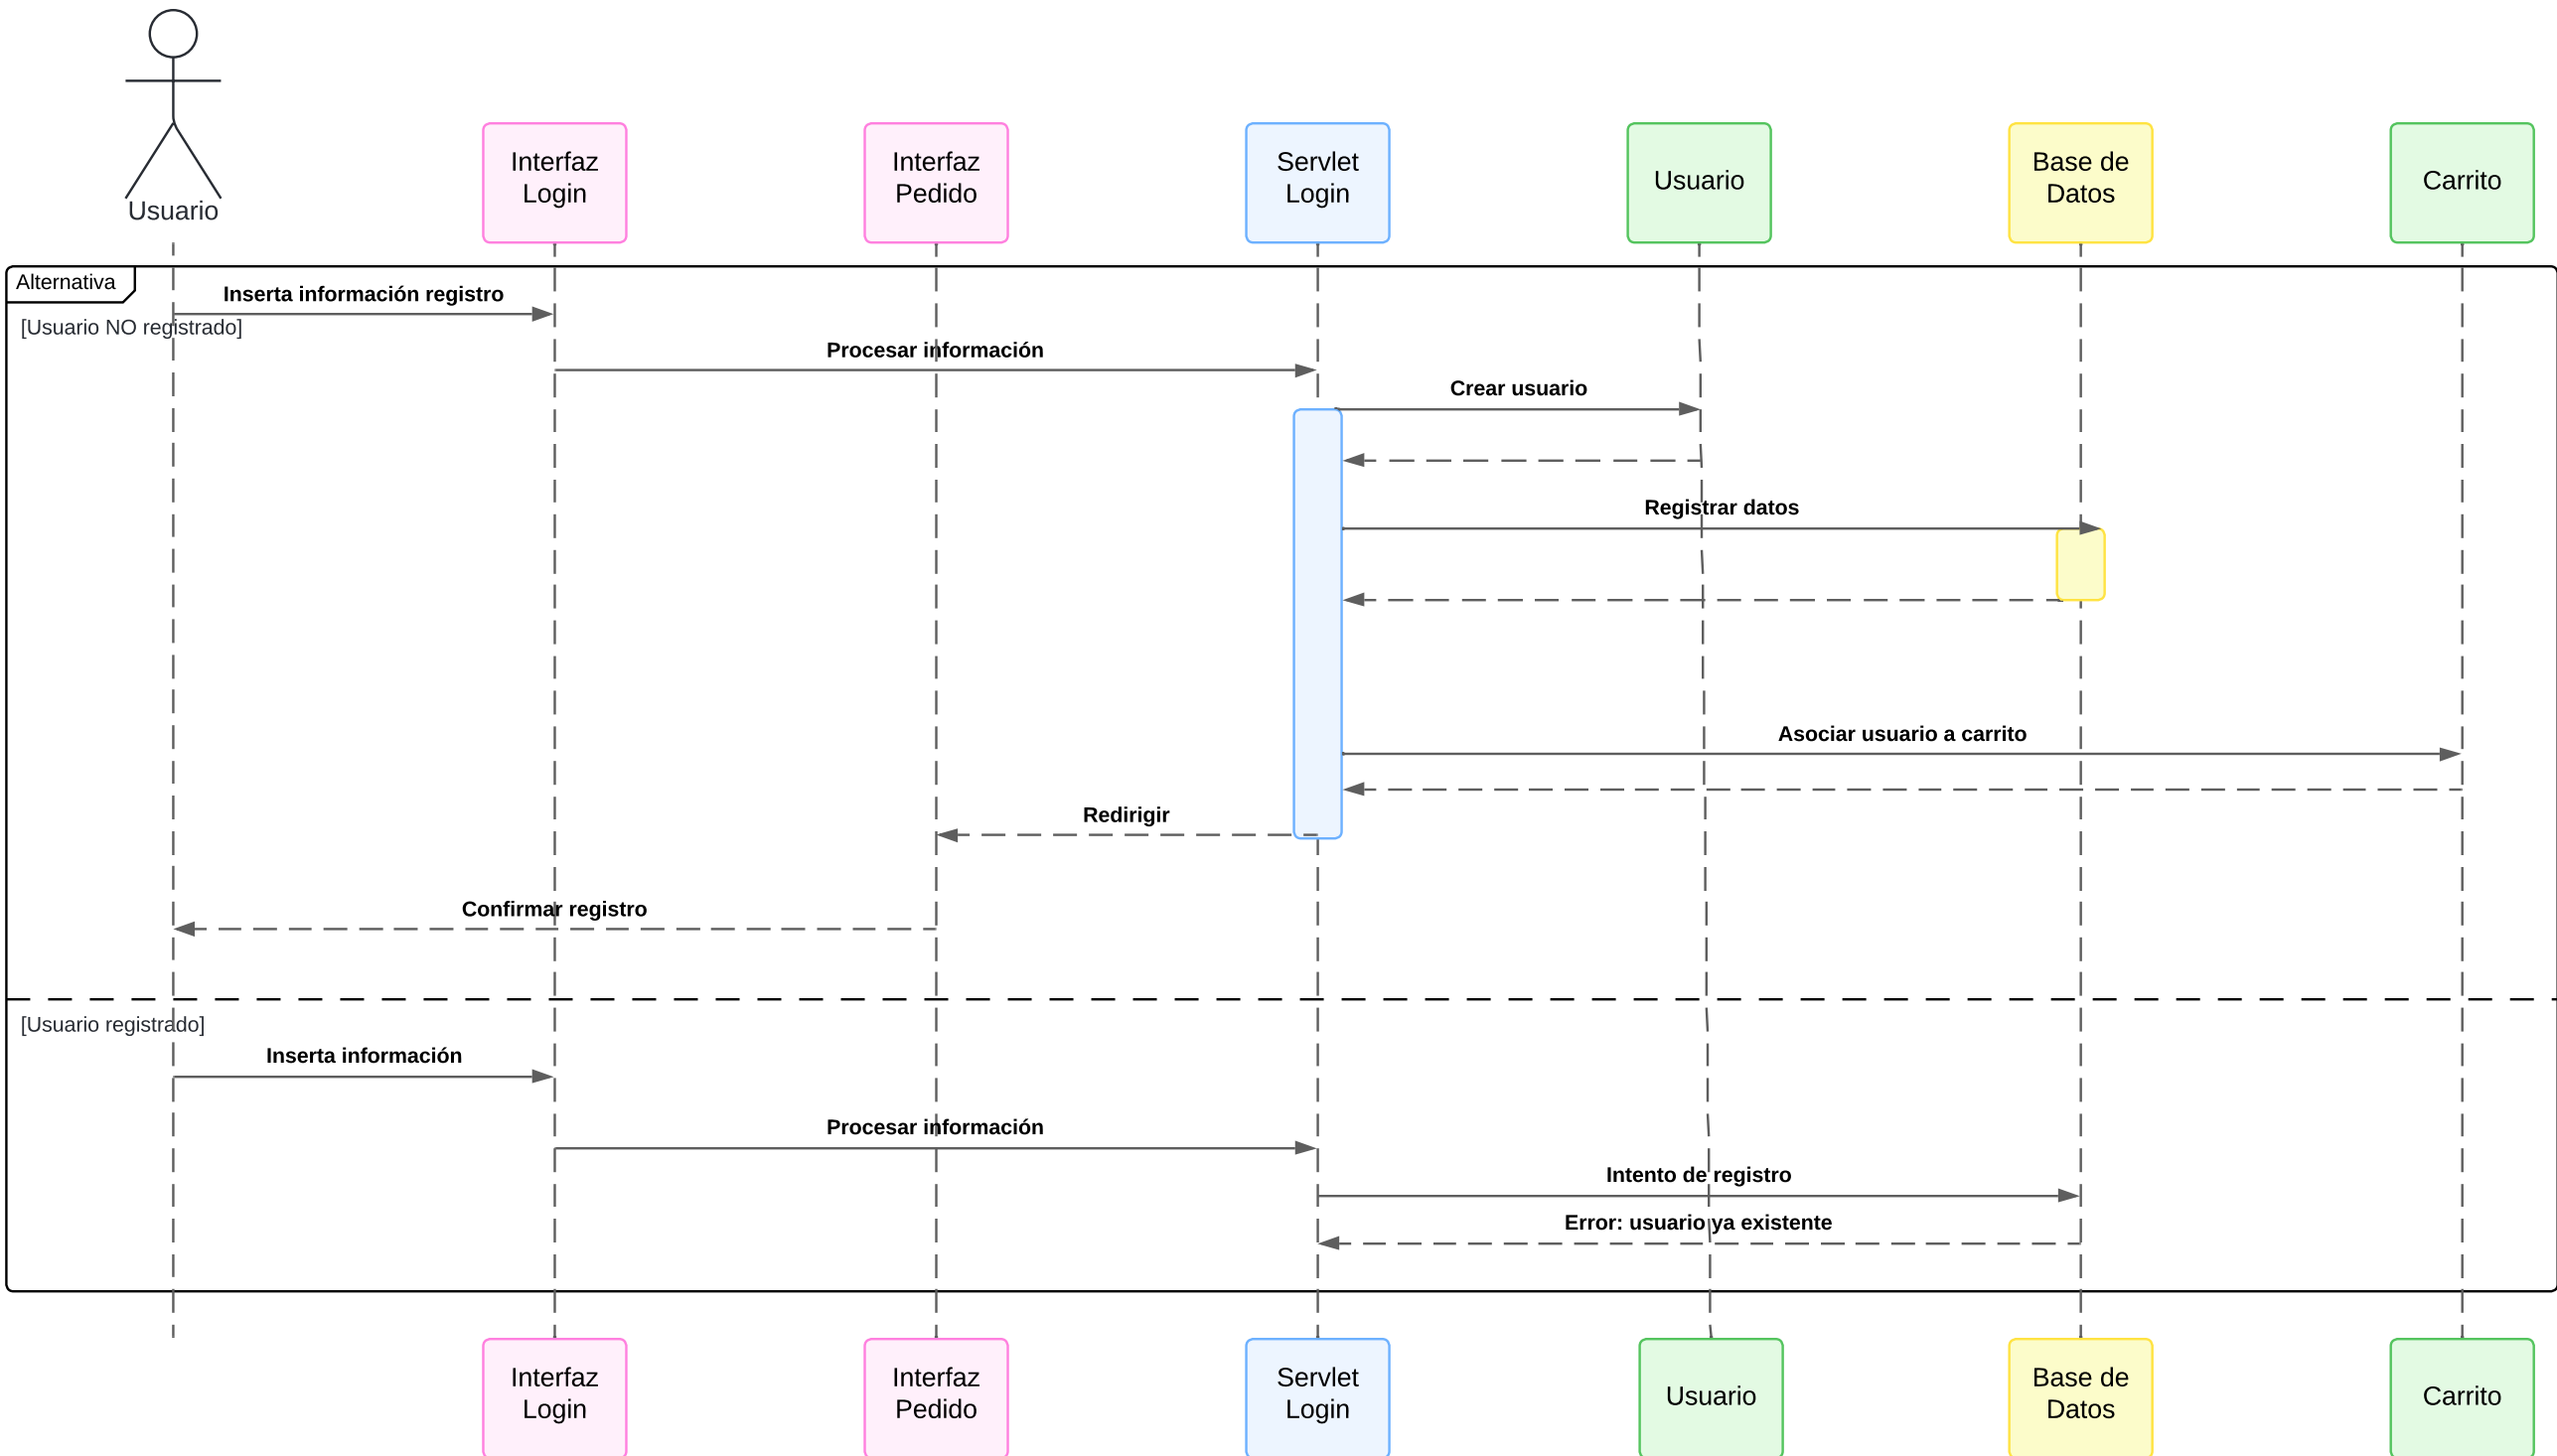 Usuario
Interfaz
Login
Interfaz
Pedido
Servlet
Login
Usuario
Base de
Datos
Carrito
Alternativa
Inserta información registro
[Usuario NO registrado]
Procesar información
Crear usuario
Registrar datos
Asociar usuario a carrito
Redirigir
Confirmar registro
[Usuario registrado]
Inserta información
Procesar información
Intento de registro
Error: usuario ya existente
Interfaz
Login
Interfaz
Pedido
Servlet
Login
Usuario
Base de
Datos
Carrito